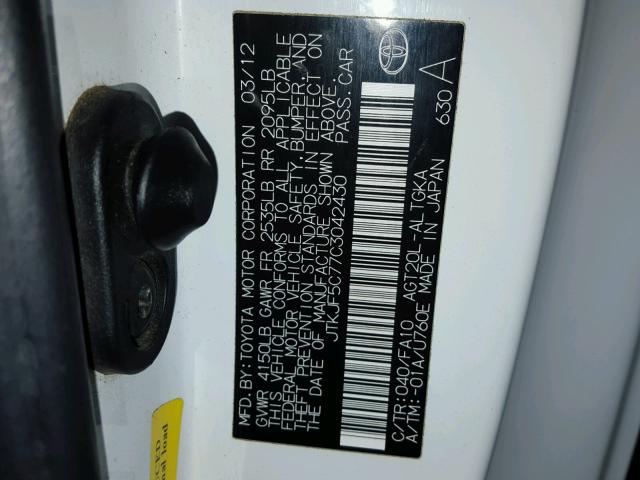 MFD. BY: TOYOTA MOTOR CORPORATION 03/12
GVWR 4150LB GAWR FR 2535LB RR 2095LB
THIS VEHICLE CONFORMS TO ALL APPLICABLE
FEDERAL MOTOR VEHICLE SAFETY, BUMPER, AND
THEFT PREVENTION STANDARDS IN EFFECT ON
THE DATE OF MANUFACTURE SHOWN ABOVE.
JTKJF5C77C3042430 PASS. CAR
C/TR: 040/FA10 AGT20L-ALTGKA 630 A
A/TM: -01A/U760E MADE IN JAPAN
nal load